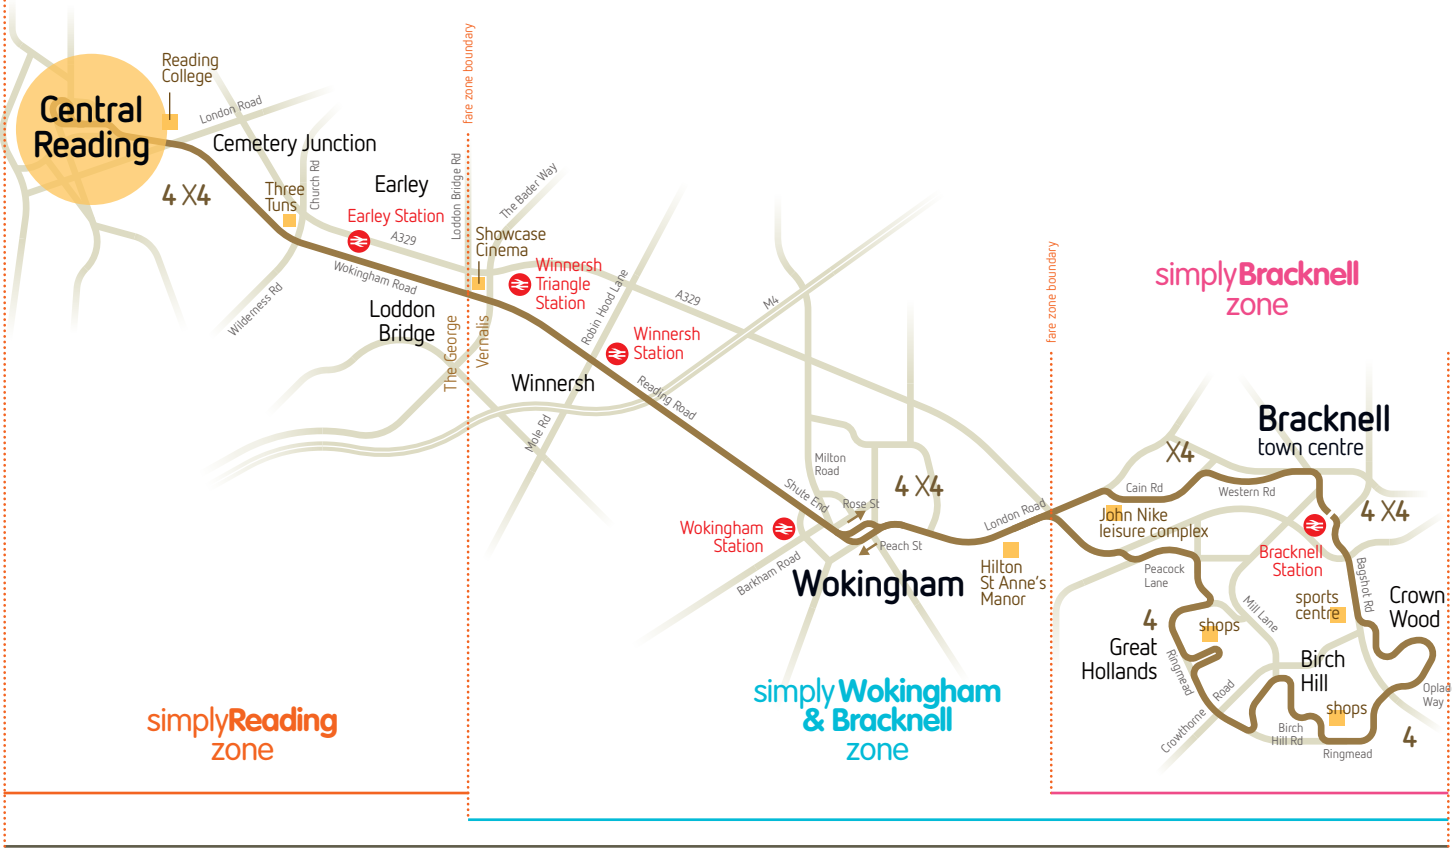 Central
Reading
Reading
College
London Road
Cemetery Junction
4 X4
Three
Tuns
Church Rd
Earley
Earley Station
A329
Wokingham Road
Wilderness Rd
Loddon
Bridge
Loddon Bridge Rd
fare zone boundary
The Bader Way
Showcase
Cinema
Winnersh
Triangle
Station
The George
Vernalis
Robin Hood Lane
A329
M4
Winnersh
Station
Winnersh
Reading Road
Mole Rd
Milton
Road
Shute End
Rose St
4 X4
Peach St
Wokingham
Station
Barkham Road
Wokingham
London Road
Hilton
St Anne's
Manor
fare zone boundary
simplyBracknell
zone
Bracknell
town centre
X4
Cain Rd
Western Rd
John Nike
leisure complex
4 X4
Bracknell
Station
Bagshot Rd
Peacock
Lane
Mill Lane
sports
centre
Crown
Wood
4
shops
Great
Hollands
Ringmead
Birch
Hill
Crowthorne Road
shops
Birch
Hill Rd
Ringmead
Oplad
Way
4
simplyReading
zone
simplyWokingham
& Bracknell
zone